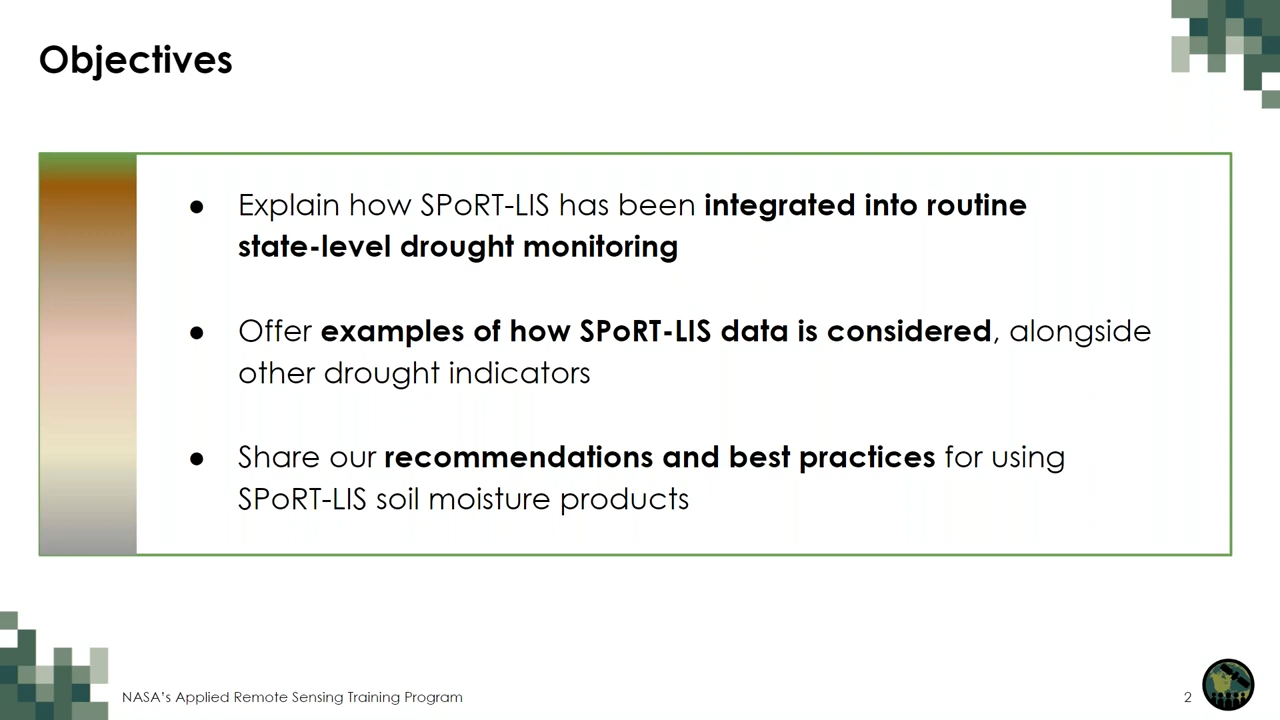 Objectives
● Explain how SPoRT-LIS has been integrated into routine
state-level drought monitoring
● Offer examples of how SPoRT-LIS data is considered, alongside
other drought indicators
● Share our recommendations and best practices for using
SPoRT-LIS soil moisture products
NASA's Applied Remote Sensing Training Program
2